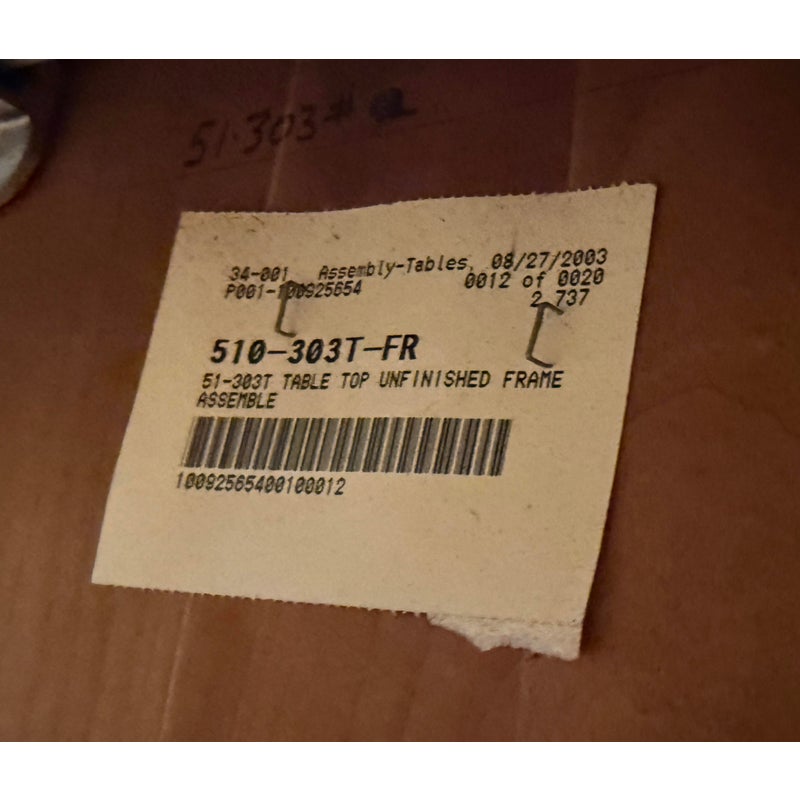 51-303 #
34-001 Assembly-Tables, 08/27/2003
P001-100925654 0012 of 0020
2 737
510-303T-FR
51-303T TABLE TOP UNFINISHED FRAME
ASSEMBLE
10092565400100012